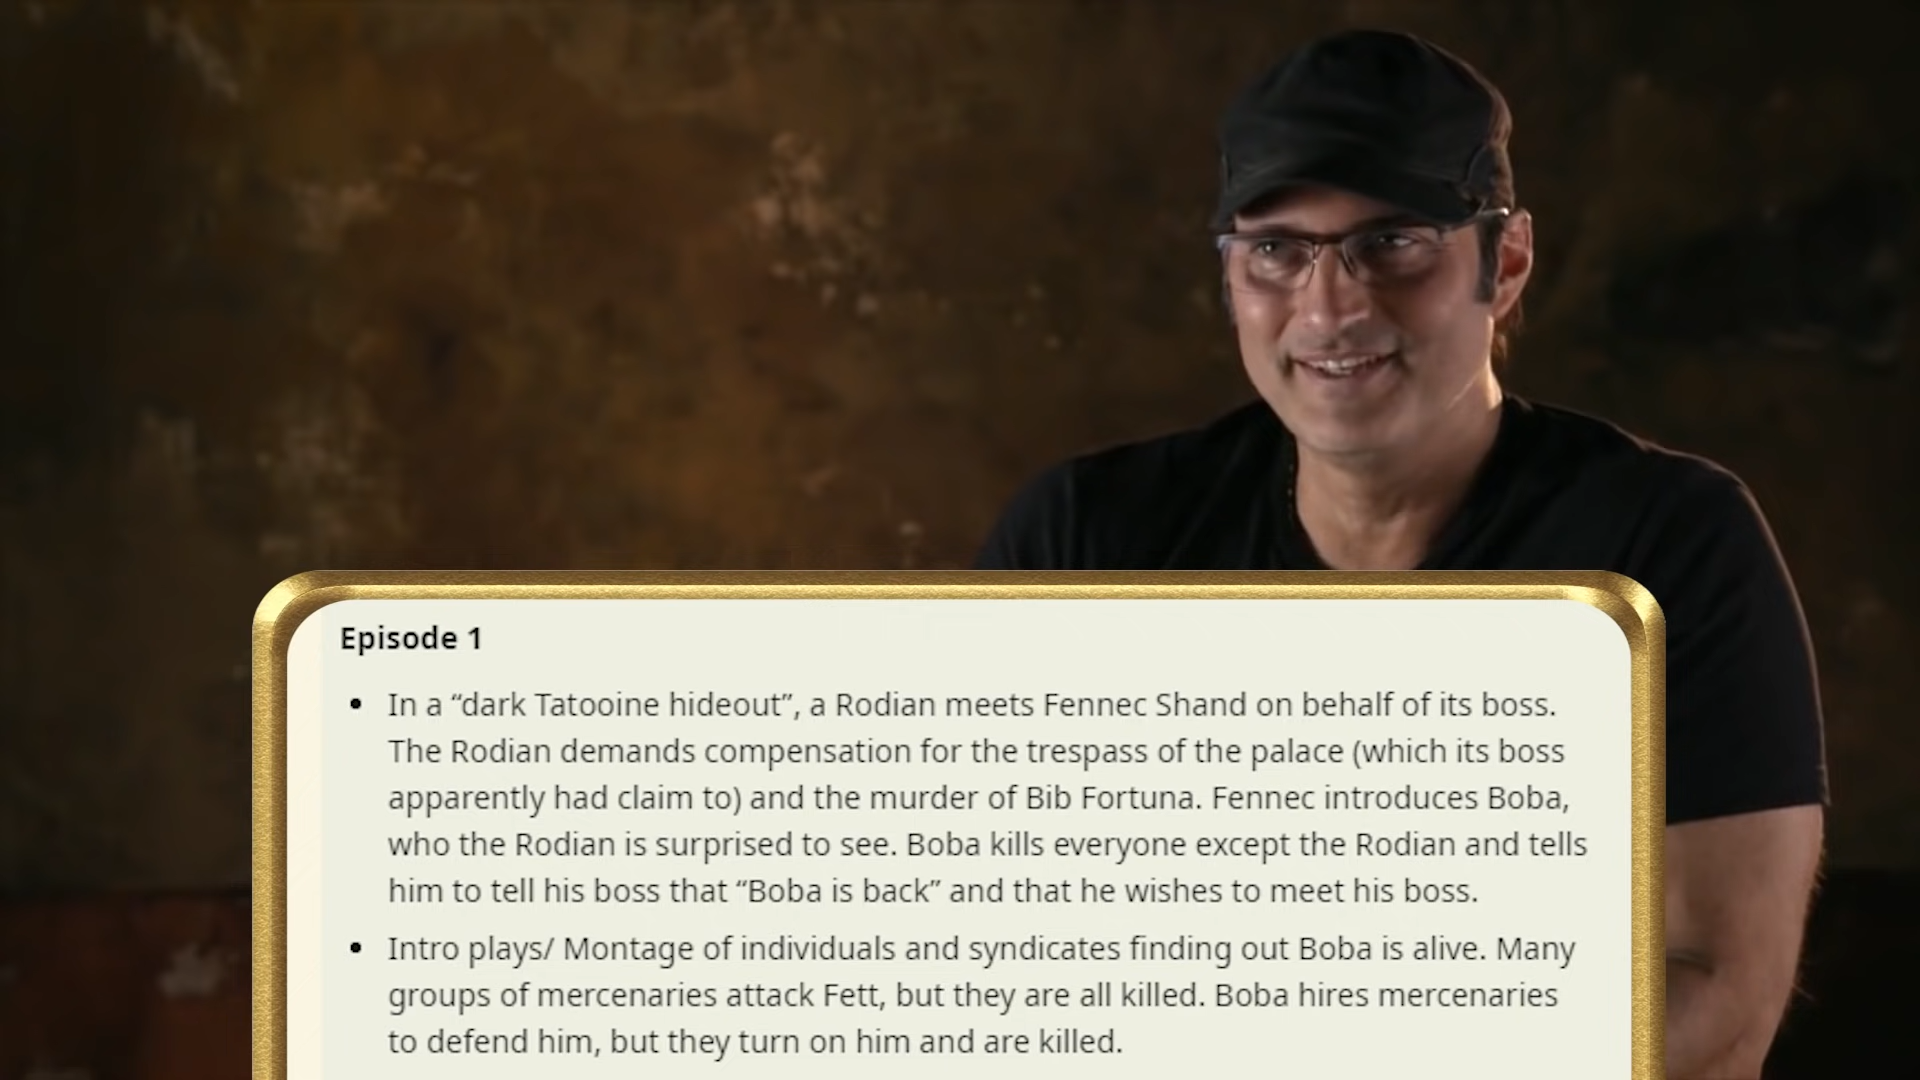 Episode 1
• In a “dark Tatooine hideout”, a Rodian meets Fennec Shand on behalf of its boss.
The Rodian demands compensation for the trespass of the palace (which its boss
apparently had claim to) and the murder of Bib Fortuna. Fennec introduces Boba,
who the Rodian is surprised to see. Boba kills everyone except the Rodian and tells
him to tell his boss that “Boba is back” and that he wishes to meet his boss.
• Intro plays/ Montage of individuals and syndicates finding out Boba is alive. Many
groups of mercenaries attack Fett, but they are all killed. Boba hires mercenaries
to defend him, but they turn on him and are killed.